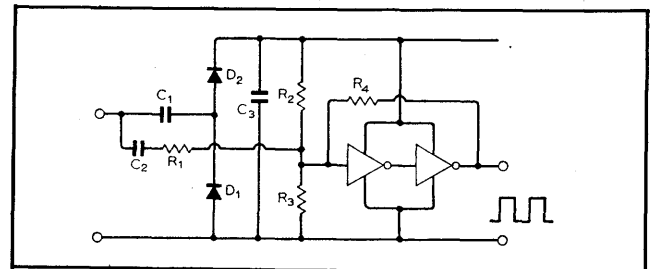 D₂
R₂
R₄
C₁
C₃
C₂
R₁
D₁
R₃